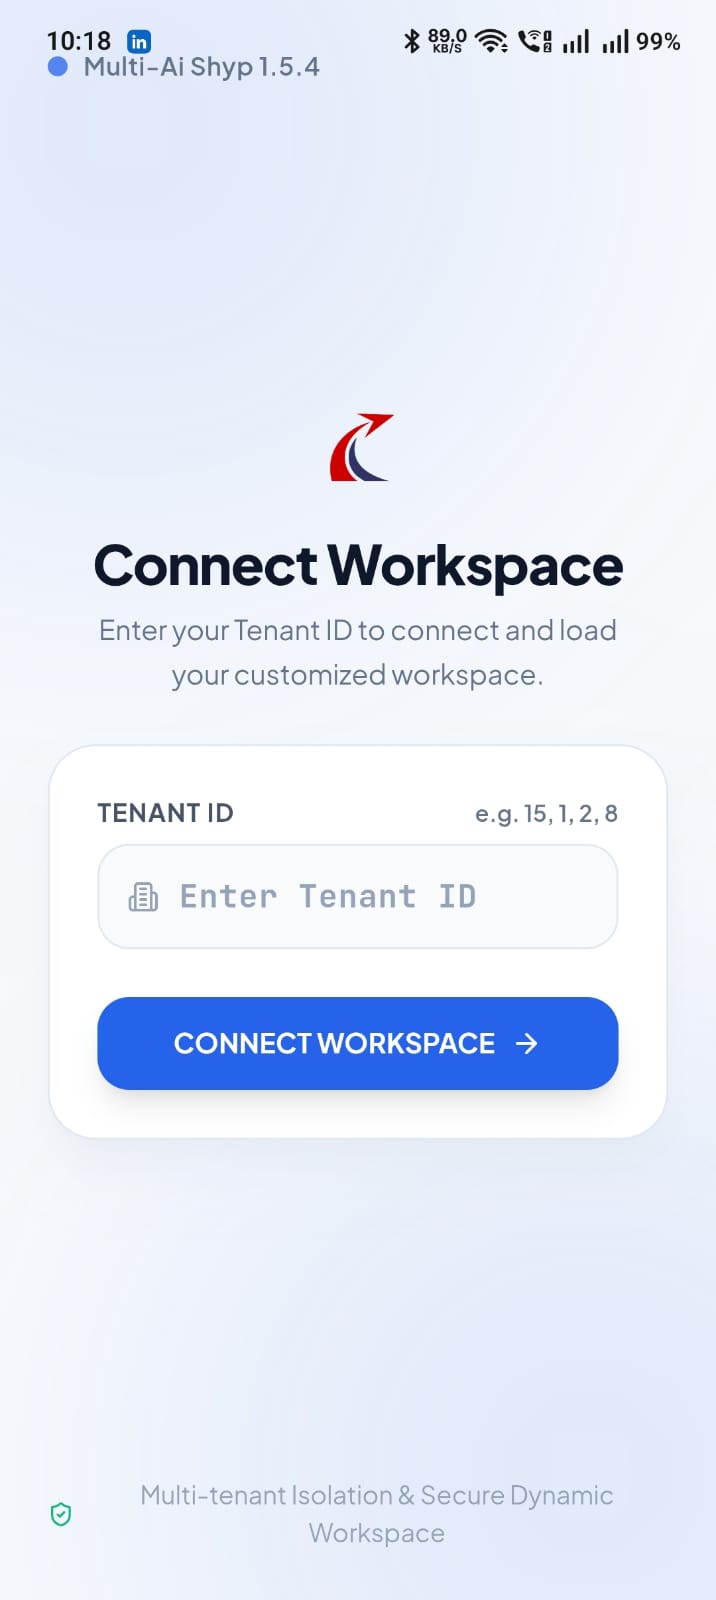 10:18 in 89.0 KB/S 99%
Multi-Ai Shyp 1.5.4
Connect Workspace
Enter your Tenant ID to connect and load
your customized workspace.
TENANT ID e.g. 15, 1, 2, 8
Enter Tenant ID
CONNECT WORKSPACE →
Multi-tenant Isolation & Secure Dynamic
Workspace